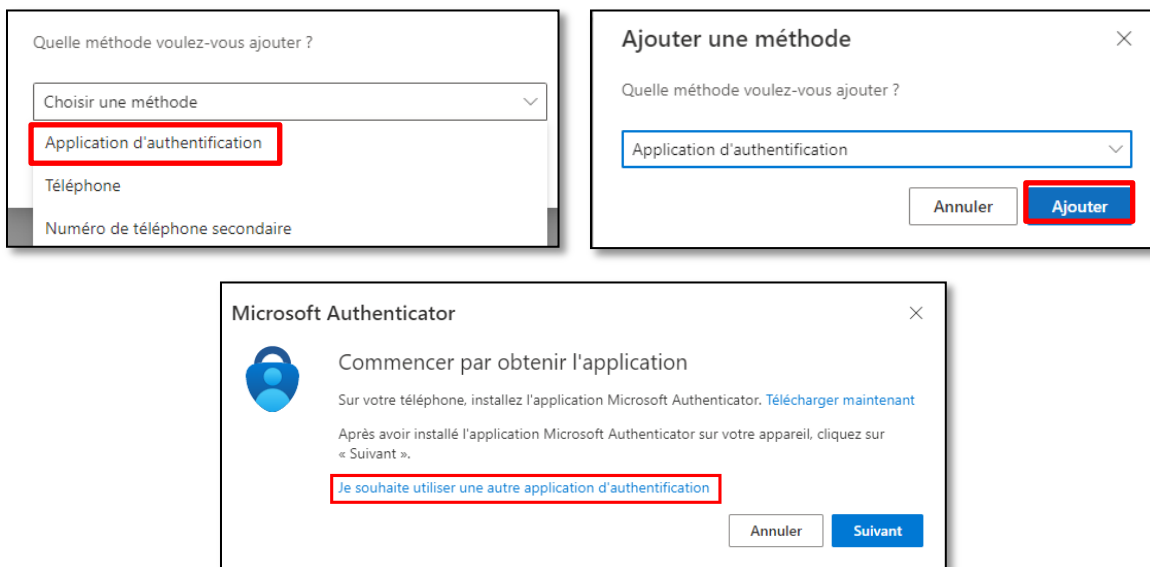 Quelle méthode voulez-vous ajouter ?
Choisir une méthode
Application d'authentification
Téléphone
Numéro de téléphone secondaire
Ajouter une méthode
Quelle méthode voulez-vous ajouter ?
Application d'authentification
Annuler
Ajouter
Microsoft Authenticator
Commencer par obtenir l'application
Sur votre téléphone, installez l'application Microsoft Authenticator. Télécharger maintenant
Après avoir installé l'application Microsoft Authenticator sur votre appareil, cliquez sur
« Suivant ».
Je souhaite utiliser une autre application d'authentification
Annuler
Suivant